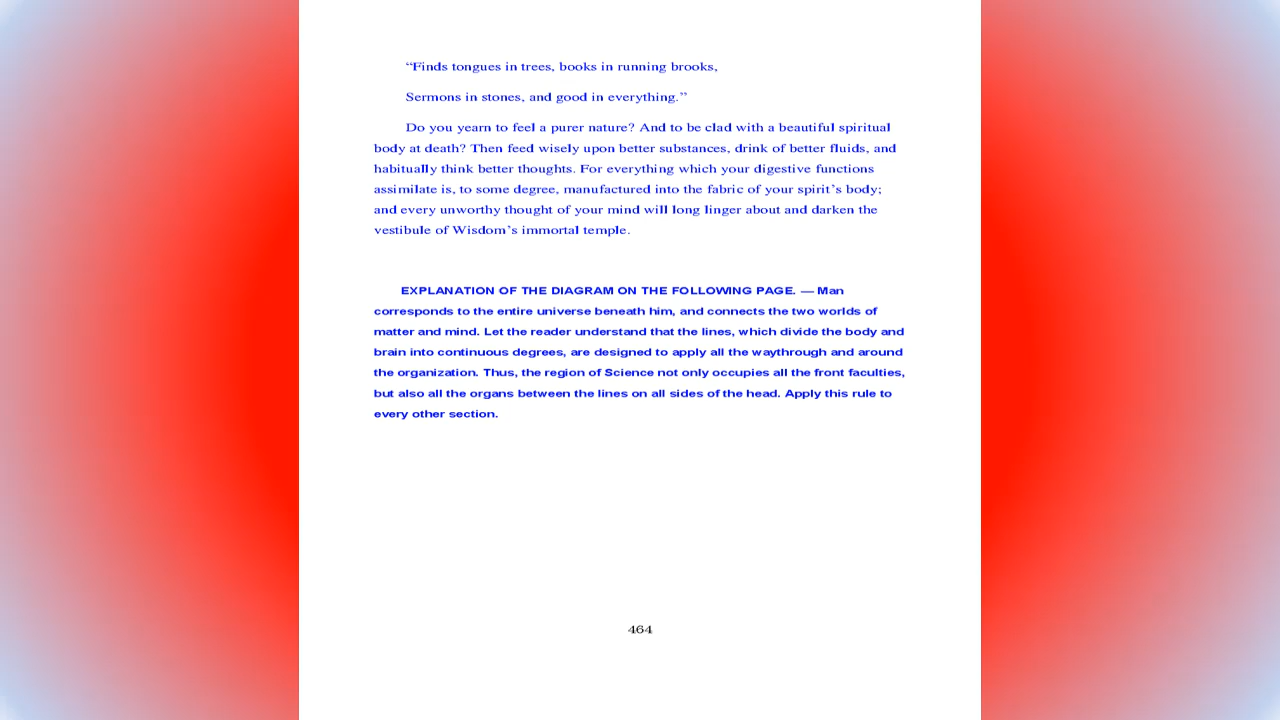 “Finds tongues in trees, books in running brooks,
Sermons in stones, and good in everything.”
Do you yearn to feel a purer nature? And to be clad with a beautiful spiritual
body at death? Then feed wisely upon better substances, drink of better fluids, and
habitually think better thoughts. For everything which your digestive functions
assimilate is, to some degree, manufactured into the fabric of your spirit’s body;
and every unworthy thought of your mind will long linger about and darken the
vestibule of Wisdom’s immortal temple.
EXPLANATION OF THE DIAGRAM ON THE FOLLOWING PAGE. — Man
corresponds to the entire universe beneath him, and connects the two worlds of
matter and mind. Let the reader understand that the lines, which divide the body and
brain into continuous degrees, are designed to apply all the waythrough and around
the organization. Thus, the region of Science not only occupies all the front faculties,
but also all the organs between the lines on all sides of the head. Apply this rule to
every other section.
464